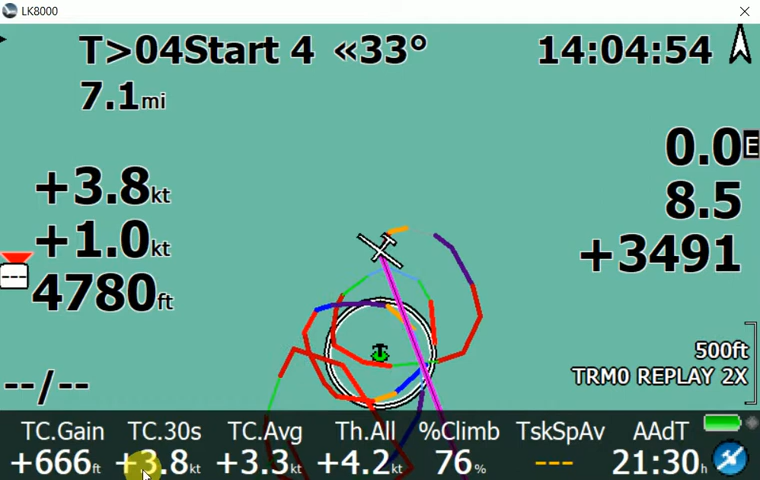 LK8000
T>04Start 4 «33°
14:04:54
7.1mi
0.0
E
+3.8kt
8.5
+1.0kt
+3491
---
4780ft
500ft
TRM0 REPLAY 2X
--/--
TC.Gain TC.30s TC.Avg Th.All %Climb TskSpAv AAdT
+666ft +3.8kt +3.3kt +4.2kt 76% --- 21:30h